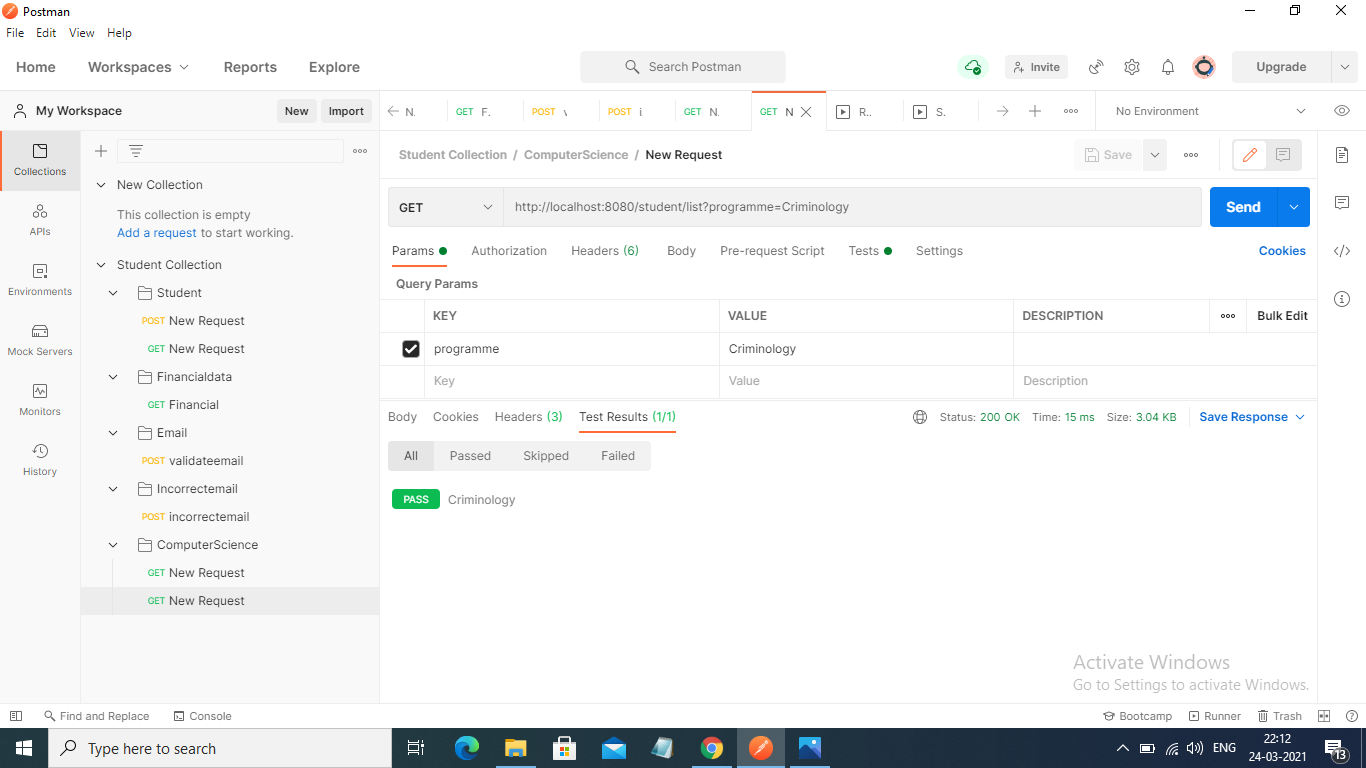 Postman
File Edit View Help
Home Workspaces Reports Explore Search Postman Invite Upgrade
My Workspace New Import
N. GET F. POST v POST i GET N. GET N R.. S. No Environment
Student Collection / ComputerScience / New Request Save
GET http://localhost:8080/student/list?programme=Criminology Send
Params Authorization Headers (6) Body Pre-request Script Tests Settings Cookies
Query Params
KEY VALUE DESCRIPTION Bulk Edit
programme Criminology
Key Value Description
Body Cookies Headers (3) Test Results (1/1) Status: 200 OK Time: 15 ms Size: 3.04 KB Save Response
All Passed Skipped Failed
PASS Criminology
Collections
APIs
Environments
Mock Servers
Monitors
History
New Collection
This collection is empty
Add a request to start working.
Student Collection
Student
POST New Request
GET New Request
Financialdata
GET Financial
Email
POST validateemail
Incorrectemail
POST incorrectemail
ComputerScience
GET New Request
GET New Request
Activate Windows
Go to Settings to activate Windows.
Find and Replace Console Bootcamp Runner Trash
Type here to search
ENG
22:12
24-03-2021
13